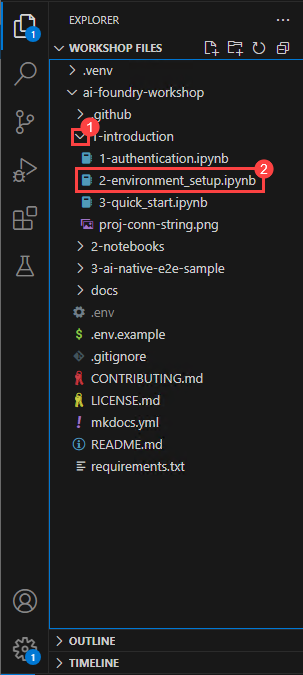 EXPLORER
1
WORKSHOP FILES
.venv
ai-foundry-workshop
.github
1
1-introduction
1-authentication.ipynb
2
2-environment_setup.ipynb
3-quick_start.ipynb
proj-conn-string.png
2-notebooks
3-ai-native-e2e-sample
docs
.env
$ .env.example
.gitignore
CONTRIBUTING.md
LICENSE.md
! mkdocs.yml
README.md
requirements.txt
1
OUTLINE
TIMELINE